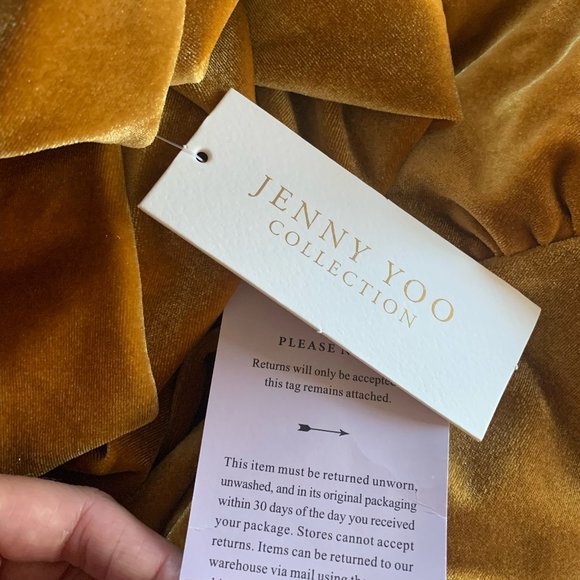 JENNY YOO
COLLECTION
PLEASE
Returns will only be accepted
this tag remains attached.
This item must be returned unworn,
unwashed, and in its original packaging
within 30 days of the day you received
your package. Stores cannot accept
returns. Items can be returned to our
warehouse via mail using the